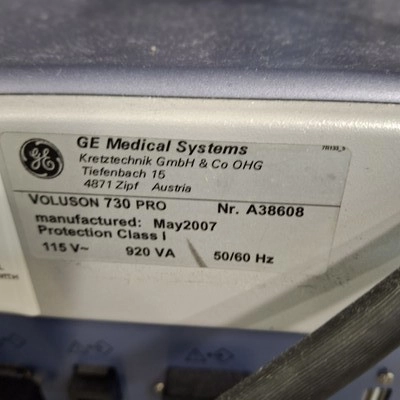 GE Medical Systems
Kretztechnik GmbH & Co OHG
Tiefenbach 15
4871 Zipf Austria
VOLUSON 730 PRO Nr. A38608
manufactured: May2007
Protection Class I
115 V~ 920 VA 50/60 Hz